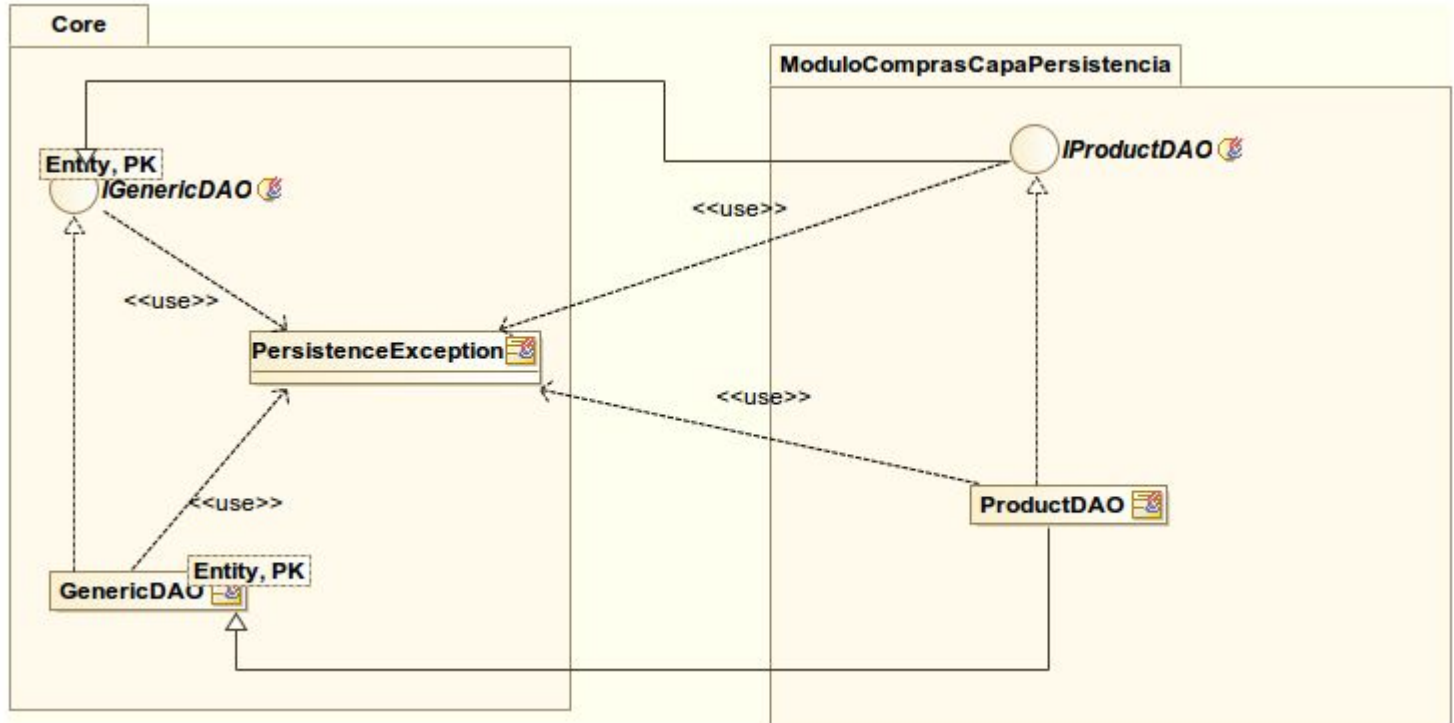 Core
ModuloComprasCapaPersistencia
Entity, PK
IGenericDAO
IProductDAO
<<use>>
<<use>>
PersistenceException
<<use>>
<<use>>
ProductDAO
Entity, PK
GenericDAO